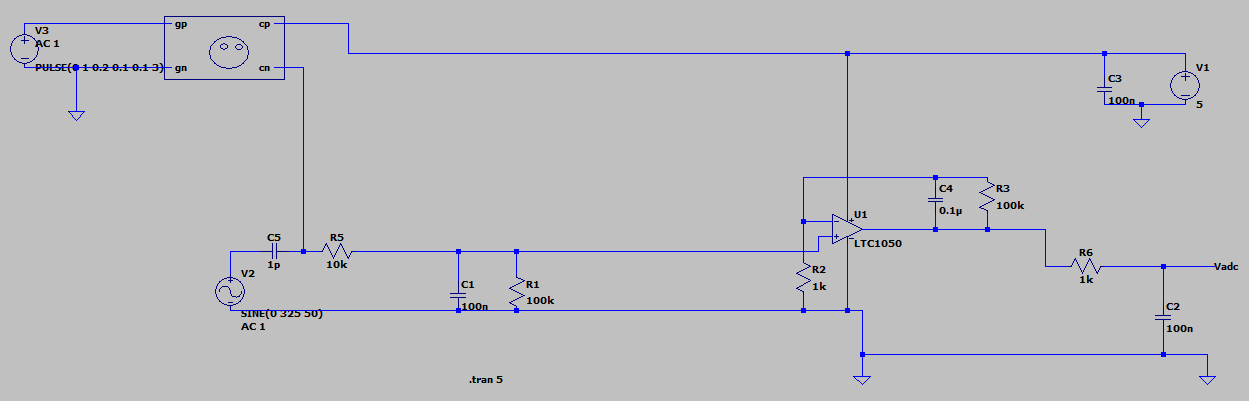 V3
AC 1
PULSE(0 1 0.2 0.1 0.1 3)
gp
gn
cp
cn
C3
100n
V1
5
C4
0.1µ
R3
100k
U1
LTC1050
C5
1p
R5
10k
V2
SINE(0 325 50)
AC 1
C1
100n
R1
100k
R2
1k
R6
1k
Vadc
C2
100n
.tran 5